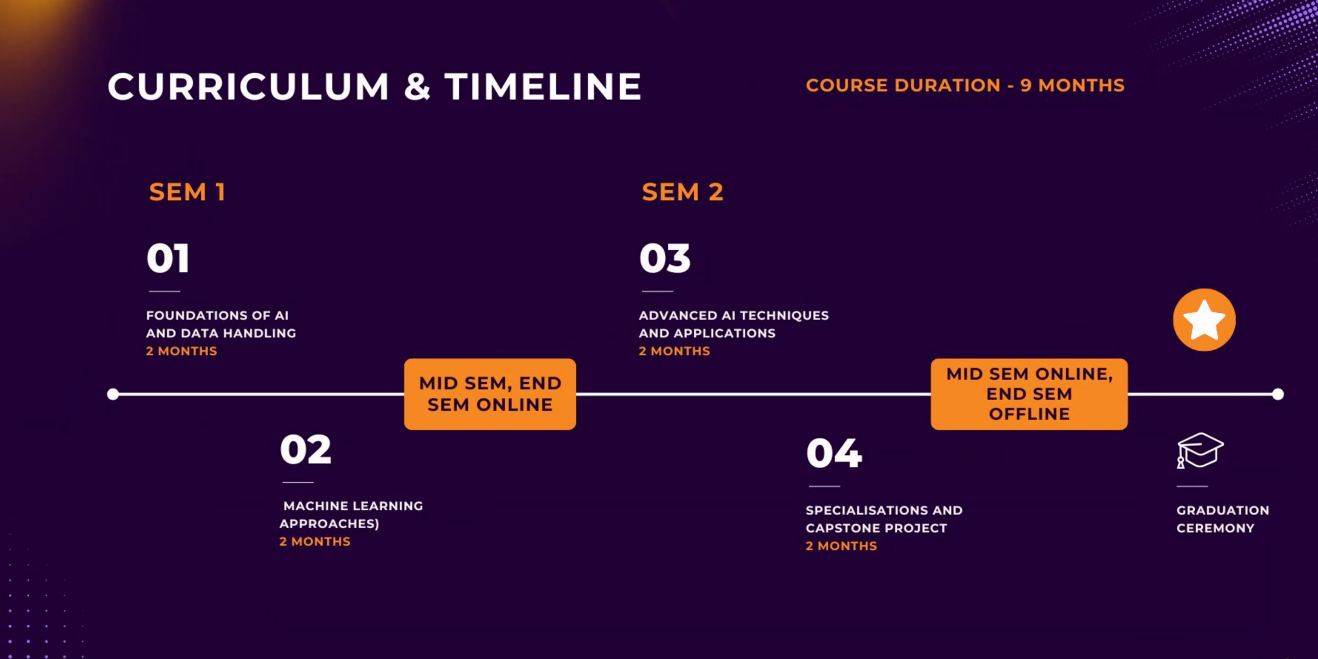 CURRICULUM & TIMELINE
COURSE DURATION - 9 MONTHS
SEM 1
01
FOUNDATIONS OF AI
AND DATA HANDLING
2 MONTHS
MID SEM, END
SEM ONLINE
02
MACHINE LEARNING
APPROACHES)
2 MONTHS
SEM 2
03
ADVANCED AI TECHNIQUES
AND APPLICATIONS
2 MONTHS
MID SEM ONLINE,
END SEM
OFFLINE
04
SPECIALISATIONS AND
CAPSTONE PROJECT
2 MONTHS
GRADUATION
CEREMONY